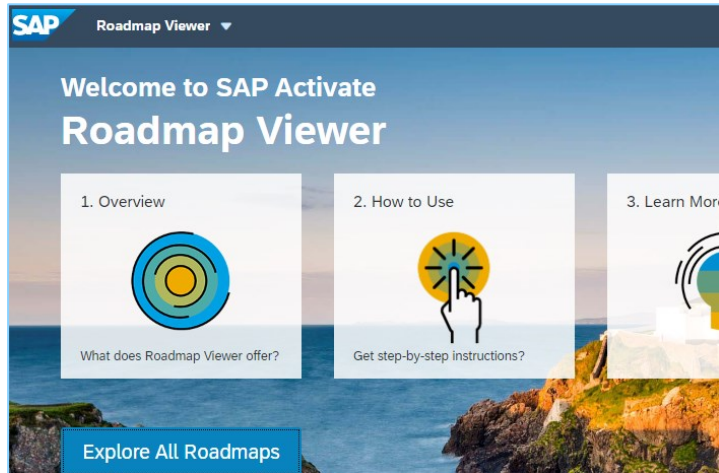 SAP
Roadmap Viewer
Welcome to SAP Activate
Roadmap Viewer
1. Overview
What does Roadmap Viewer offer?
2. How to Use
Get step-by-step instructions?
3. Learn More
Explore All Roadmaps